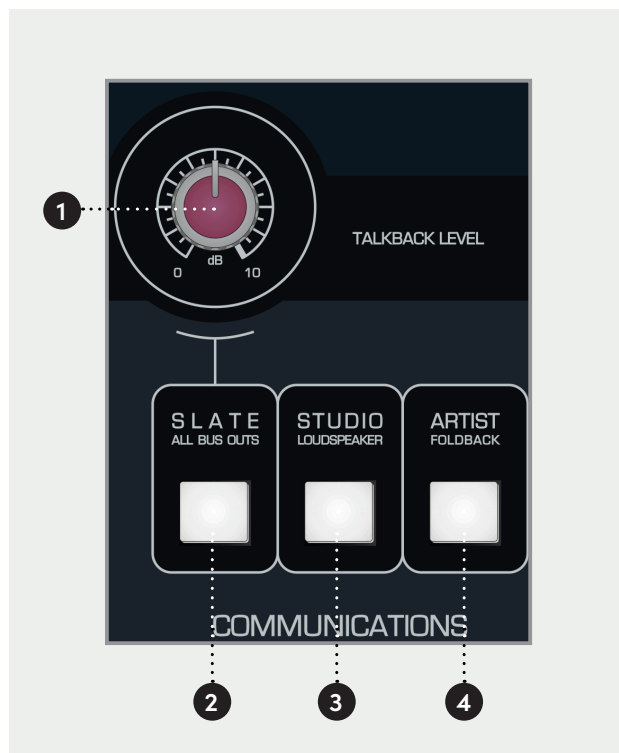 1
TALKBACK LEVEL
dB
0 10
SLATE
ALL BUS OUTS
STUDIO
LOUDSPEAKER
ARTIST
FOLDBACK
COMMUNICATIONS
2 3 4